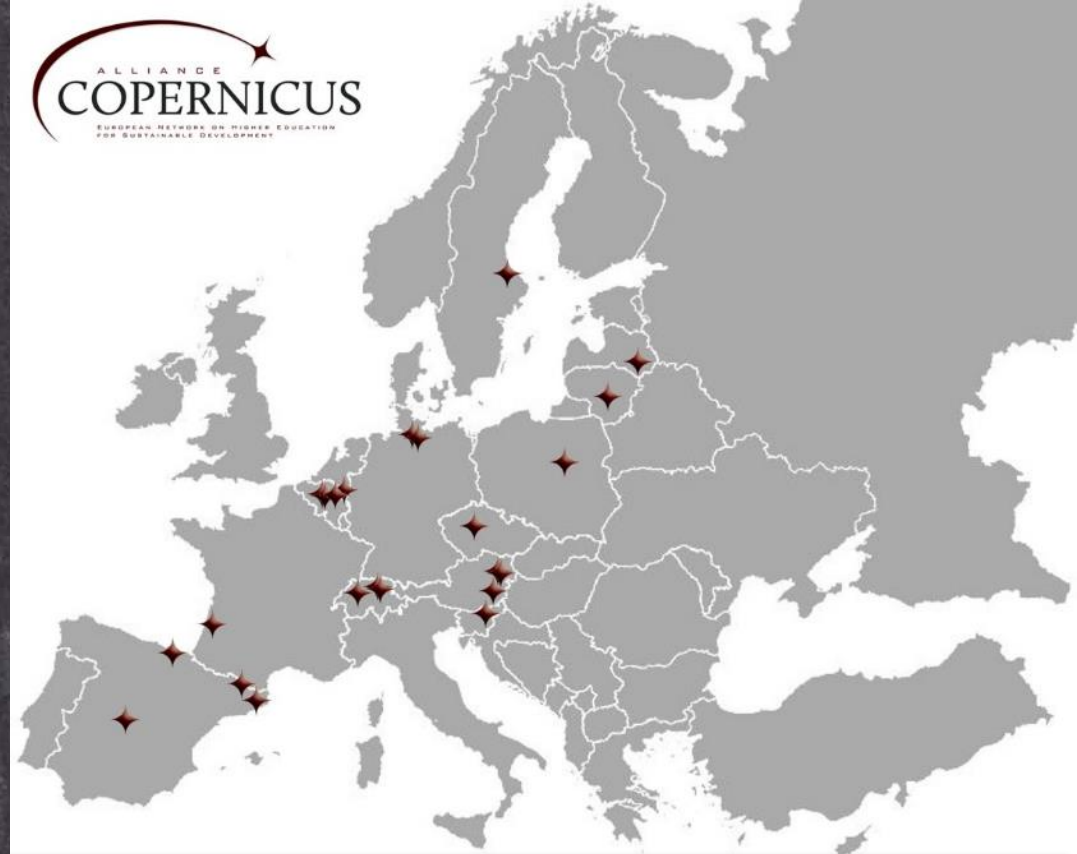 ALLIANCE
COPERNICUS
EUROPEAN NETWORK ON HIGHER EDUCATION
FOR SUSTAINABLE DEVELOPMENT